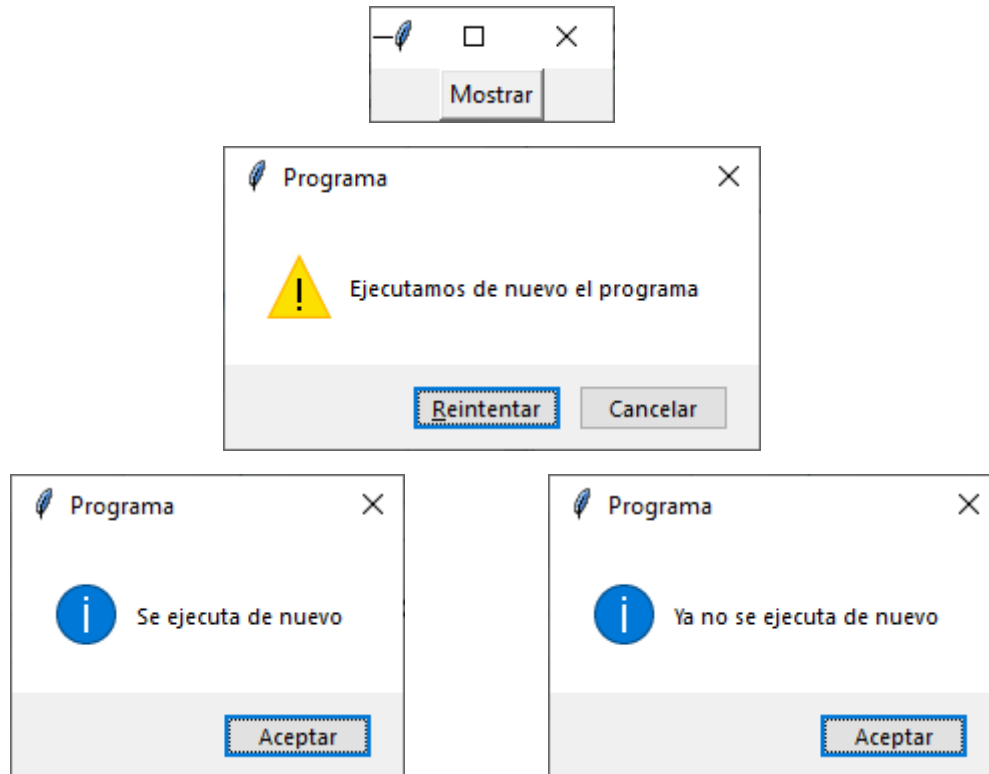 Mostrar
Programa
Ejecutamos de nuevo el programa
Reintentar
Cancelar
Programa
Programa
Se ejecuta de nuevo
Ya no se ejecuta de nuevo
Aceptar
Aceptar